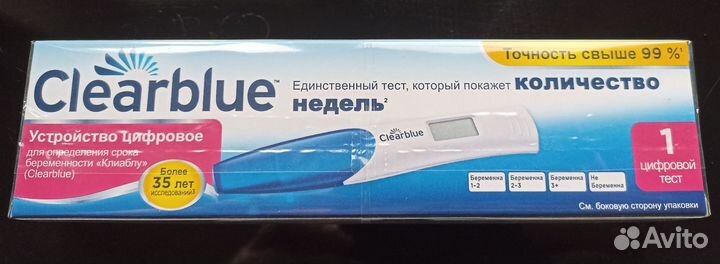 Точность свыше 99 %¹
Clearblue™
Единственный тест, который покажет количество
недель²
Устройство цифровое
для определения срока
беременности «Клиаблу»
(Clearblue)
Более
35 лет
исследований³
Clearblue
1
цифровой
тест
Беременна
1-2
Беременна
2-3
Беременна
3+
Не
Беременна
См. боковую сторону упаковки
Avito